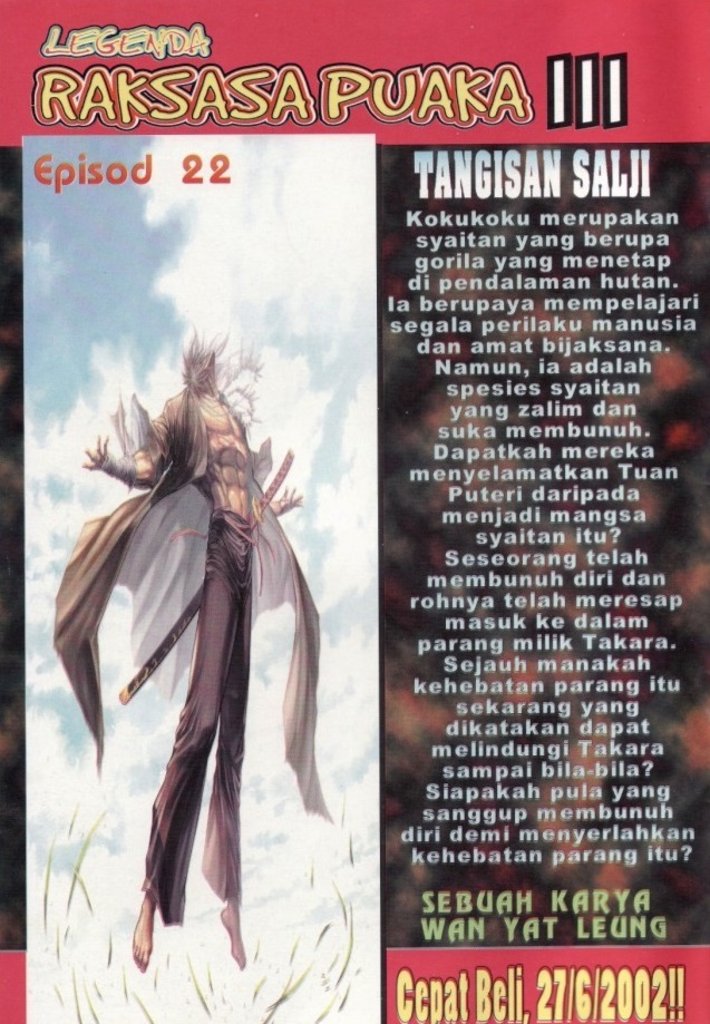 LEGENDA
RAKSASA PUAKA III
Episod 22
TANGISAN SALJI
Kokukoku merupakan
syaitan yang berupa
gorila yang menetap
di pendalaman hutan.
Ia berupaya mempelajari
segala perilaku manusia
dan amat bijaksana.
Namun, ia adalah
spesies syaitan
yang zalim dan
suka membunuh.
Dapatkah mereka
menyelamatkan Tuan
Puteri daripada
menjadi mangsa
syaitan itu?
Seseorang telah
membunuh diri dan
rohnya telah meresap
masuk ke dalam
parang milik Takara.
Sejauh manakah
kehebatan parang itu
sekarang yang
dikatakan dapat
melindungi Takara
sampai bila-bila?
Siapakah pula yang
sanggup membunuh
diri demi menyerlahkan
kehebatan parang itu?
SEBUAH KARYA
WAN YAT LEUNG
Cepat Beli, 27/6/2002!!